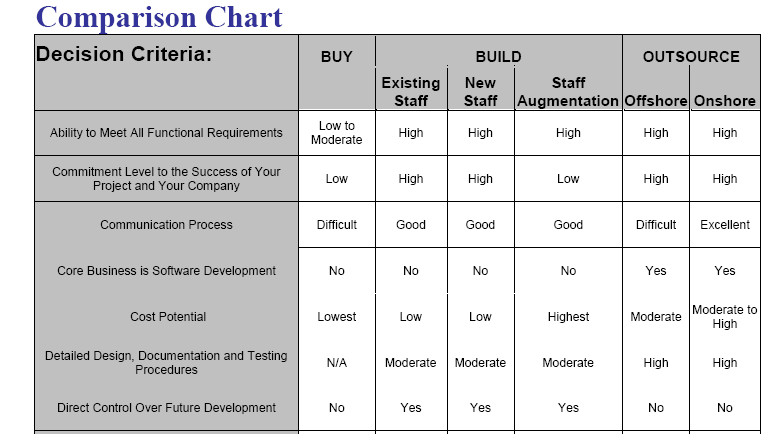 Comparison Chart
Decision Criteria: BUY BUILD OUTSOURCE
Existing Staff New Staff Staff Augmentation Offshore Onshore
Ability to Meet All Functional Requirements Low to Moderate High High High High High
Commitment Level to the Success of Your Project and Your Company Low High High Low High High
Communication Process Difficult Good Good Good Difficult Excellent
Core Business is Software Development No No No No Yes Yes
Cost Potential Lowest Low Low Highest Moderate Moderate to High
Detailed Design, Documentation and Testing Procedures N/A Moderate Moderate Moderate High High
Direct Control Over Future Development No Yes Yes Yes No No